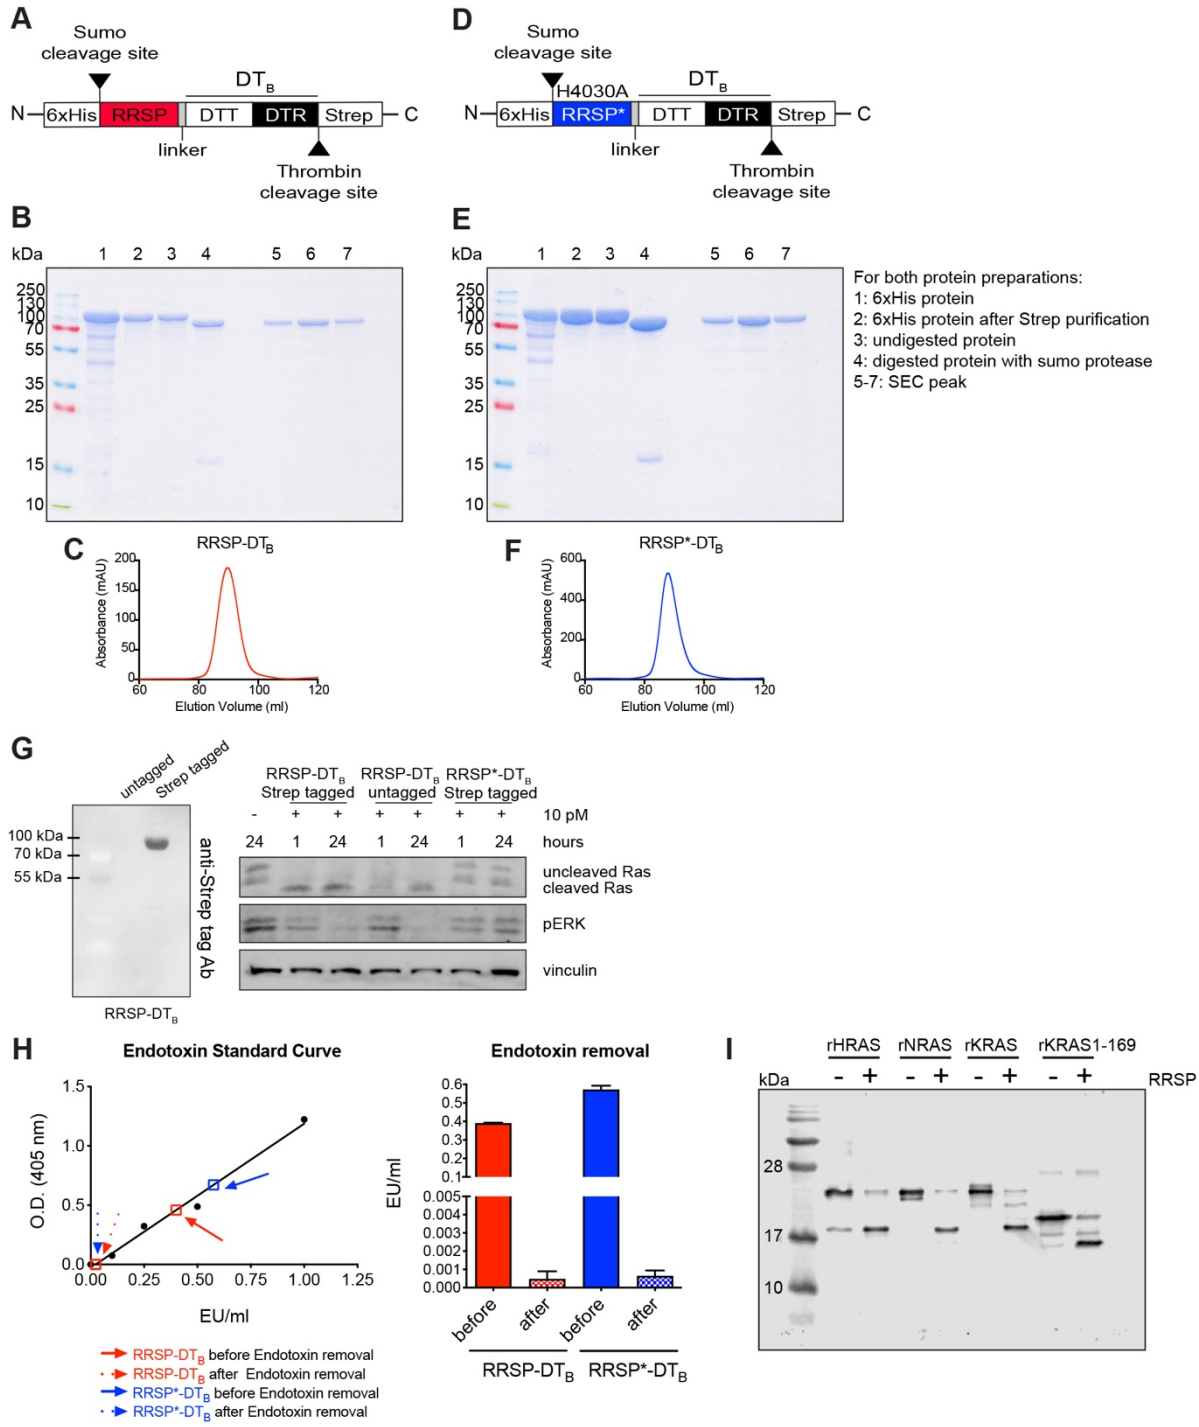 A
Sumo
cleavage site
DTB
N
6xHis
RRSP
DTT
DTR
Strep
C
linker
Thrombin
cleavage site
D
Sumo
cleavage site
H4030A
DTB
N
6xHis
RRSP*
DTT
DTR
Strep
C
linker
Thrombin
cleavage site
B
kDa 1 2 3 4 5 6 7
250
130
100
70
55
35
25
15
10
E
kDa 1 2 3 4 5 6 7
250
130
100
70
55
35
25
15
10
For both protein preparations:
1: 6xHis protein
2: 6xHis protein after Strep purification
3: undigested protein
4: digested protein with sumo protease
5-7: SEC peak
C
RRSP-DTB
Absorbance (mAU)
200
150
100
50
0
60 80 100 120
Elution Volume (ml)
F
RRSP*-DTB
Absorbance (mAU)
600
400
200
0
60 80 100 120
Elution Volume (ml)
G
untagged
Strep tagged
100 kDa
70 kDa
55 kDa
anti-Strep tag Ab
RRSP-DTB
RRSP-DTB RRSP-DTB RRSP*-DTB
Strep tagged untagged Strep tagged
- + + + + + + 10 pM
24 1 24 1 24 1 24 hours
uncleaved Ras
cleaved Ras
pERK
vinculin
H
Endotoxin Standard Curve
O.D. (405 nm)
1.5
1.0
0.5
0.0
0.00 0.25 0.50 0.75 1.00 1.25
EU/ml
RRSP-DTB before Endotoxin removal
RRSP-DTB after Endotoxin removal
RRSP*-DTB before Endotoxin removal
RRSP*-DTB after Endotoxin removal
Endotoxin removal
EU/ml
0.6
0.5
0.4
0.3
0.2
0.1
0.005
0.004
0.003
0.002
0.001
0.000
before after before after
RRSP-DTB RRSP*-DTB
I
rHRAS rNRAS rKRAS rKRAS1-169
kDa - + - + - + - + RRSP
28
17
10